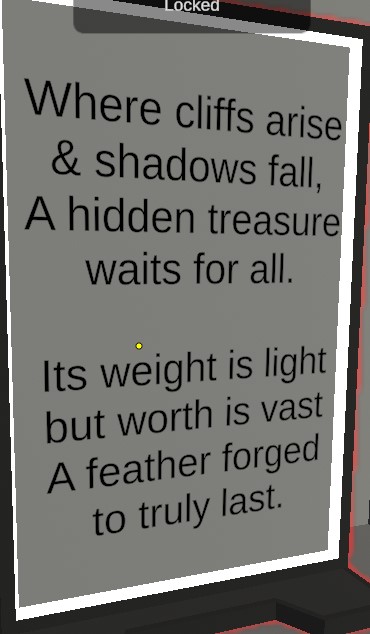 Locked
Where cliffs arise
& shadows fall,
A hidden treasure
waits for all.
Its weight is light
but worth is vast
A feather forged
to truly last.